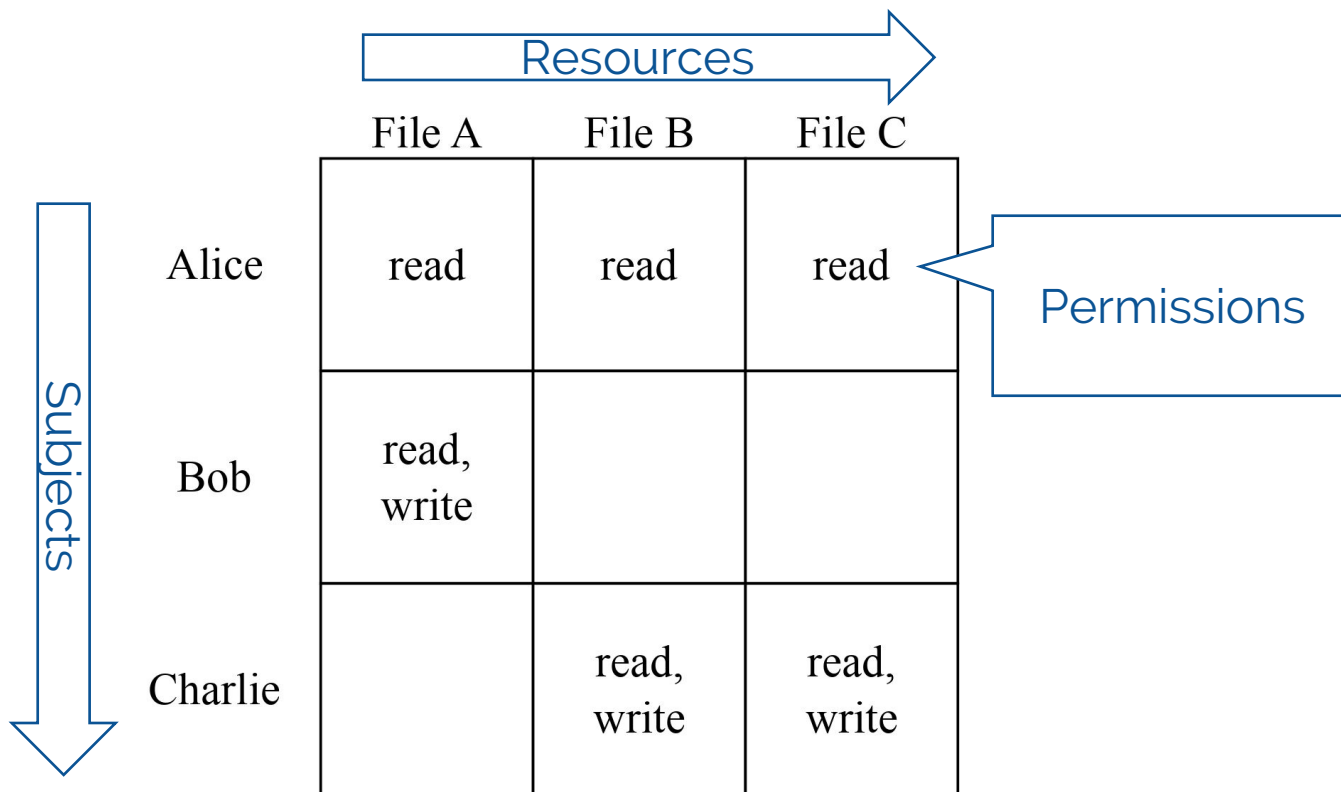 Resources
File A File B File C
Subjects
Alice read read read
Permissions
Bob read,
write
Charlie read, read,
write write